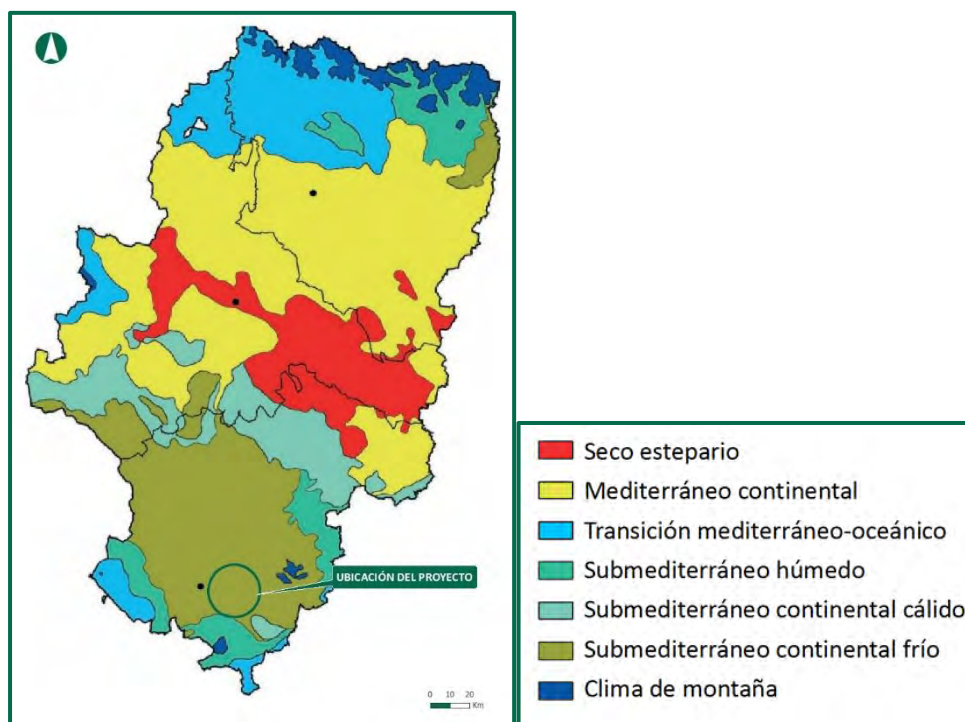 UBICACIÓN DEL PROYECTO
0 10 20
Km
Seco estepario
Mediterráneo continental
Transición mediterráneo-oceánico
Submediterráneo húmedo
Submediterráneo continental cálido
Submediterráneo continental frío
Clima de montaña